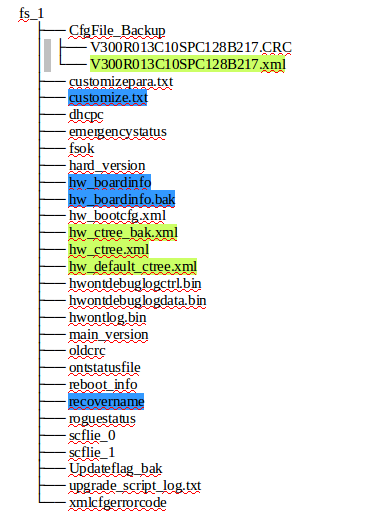 fs_1
CfgFile_Backup
V300R013C10SPC128B217.CRC
V300R013C10SPC128B217.xml
customizepara.txt
customize.txt
dhcpc
emergencystatus
fsok
hard_version
hw_boardinfo
hw_boardinfo.bak
hw_bootcfg.xml
hw_ctree_bak.xml
hw_ctree.xml
hw_default_ctree.xml
hwontdebuglogctrl.bin
hwontdebuglogdata.bin
hwontlog.bin
main_version
oldcrc
ontstatusfile
reboot_info
recovername
roguestatus
scflie_0
scflie_1
Updateflag_bak
upgrade_script_log.txt
xmlcfgerrorcode